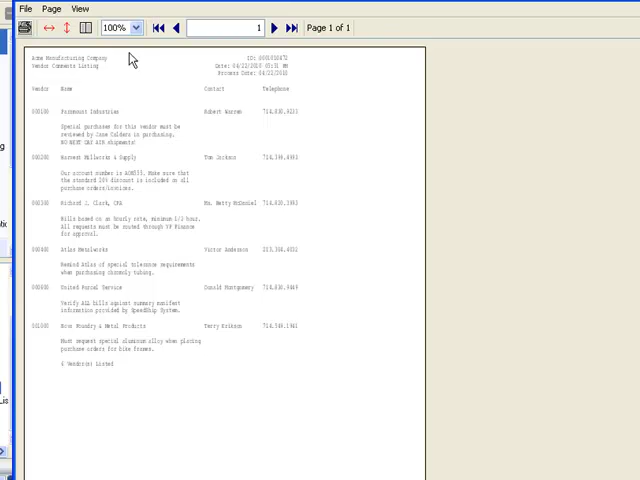 File Page View
100% 1 Page 1 of 1
Acme Manufacturing Company
Vendor Comments Listing Date: 04/22/2010
Process Date: 04/22/2010
Vendor Name Contact Telephone
000100 Paramount Industries Robert Warren
Special purchases for this vendor must be
reviewed by Jane Calders in purchasing.
NO NEXT DAY AIR shipments!
000200 Harvest Millworks & Supply Tom Jackson
Our account number is Make sure that
the standard 20% discount is included on all
purchase orders/invoices.
000300 Richard J. Clark, CPA Ms. Betty McDaniel
Bills based on an hourly rate, minimum 1/2 hour.
All requests must be routed through VP Finance
for approval.
000400 Atlas Metalworks Victor Anderson
Remind Atlas of special tolerance requirements
when purchasing chromoly tubing.
United Parcel Service Donald Montgomery
Verify ALL bills against summary manifest
information provided by SpeedShip System.
001000 Ross Foundry & Metal Products Terry Erikson
Must request special aluminum alloy when placing
purchase orders for bike frames.
6 Vendor(s) Listed